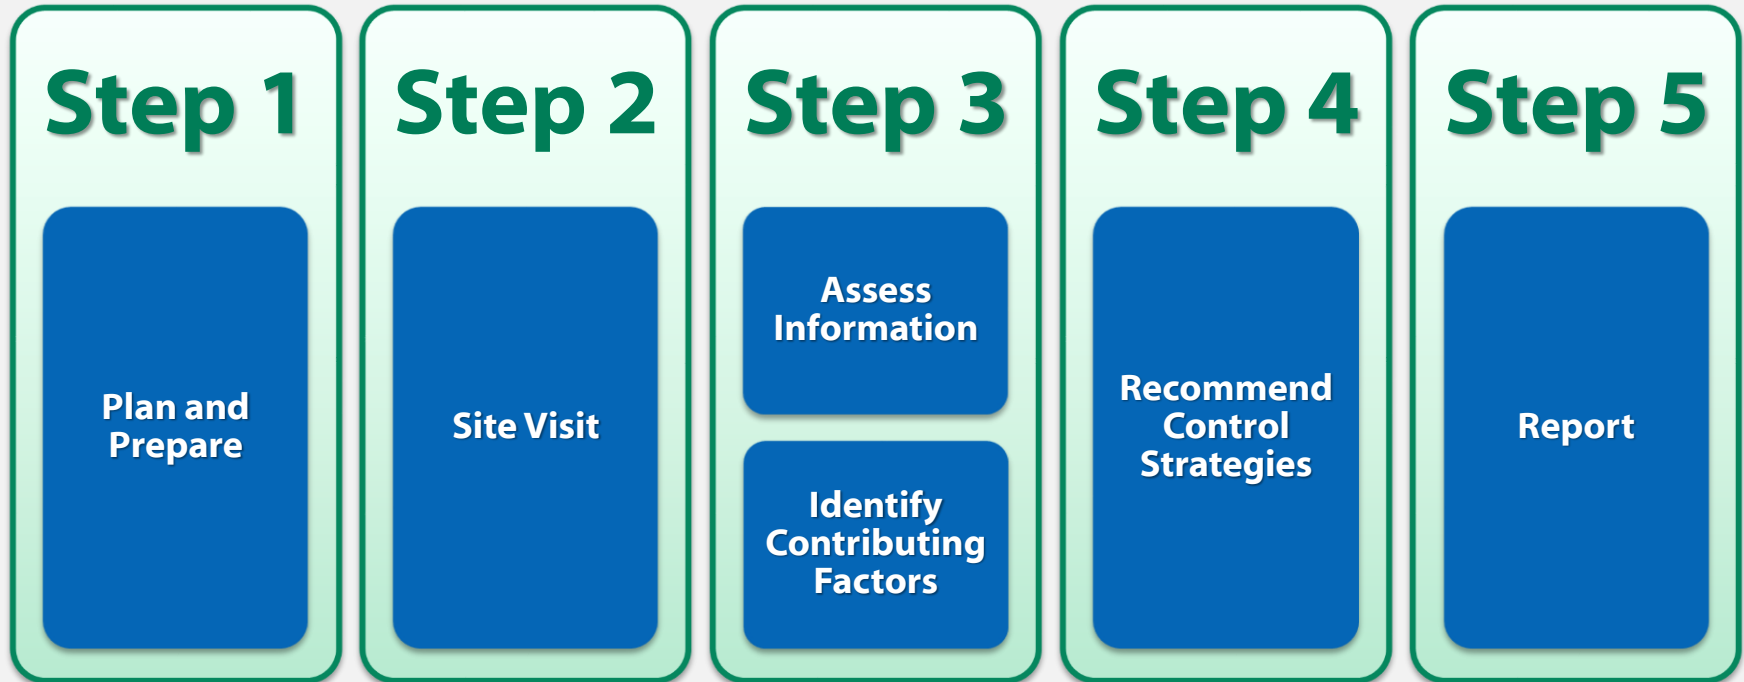 Step 1
Plan and
Prepare
Step 2
Site Visit
Step 3
Assess
Information
Identify
Contributing
Factors
Step 4
Recommend
Control
Strategies
Step 5
Report